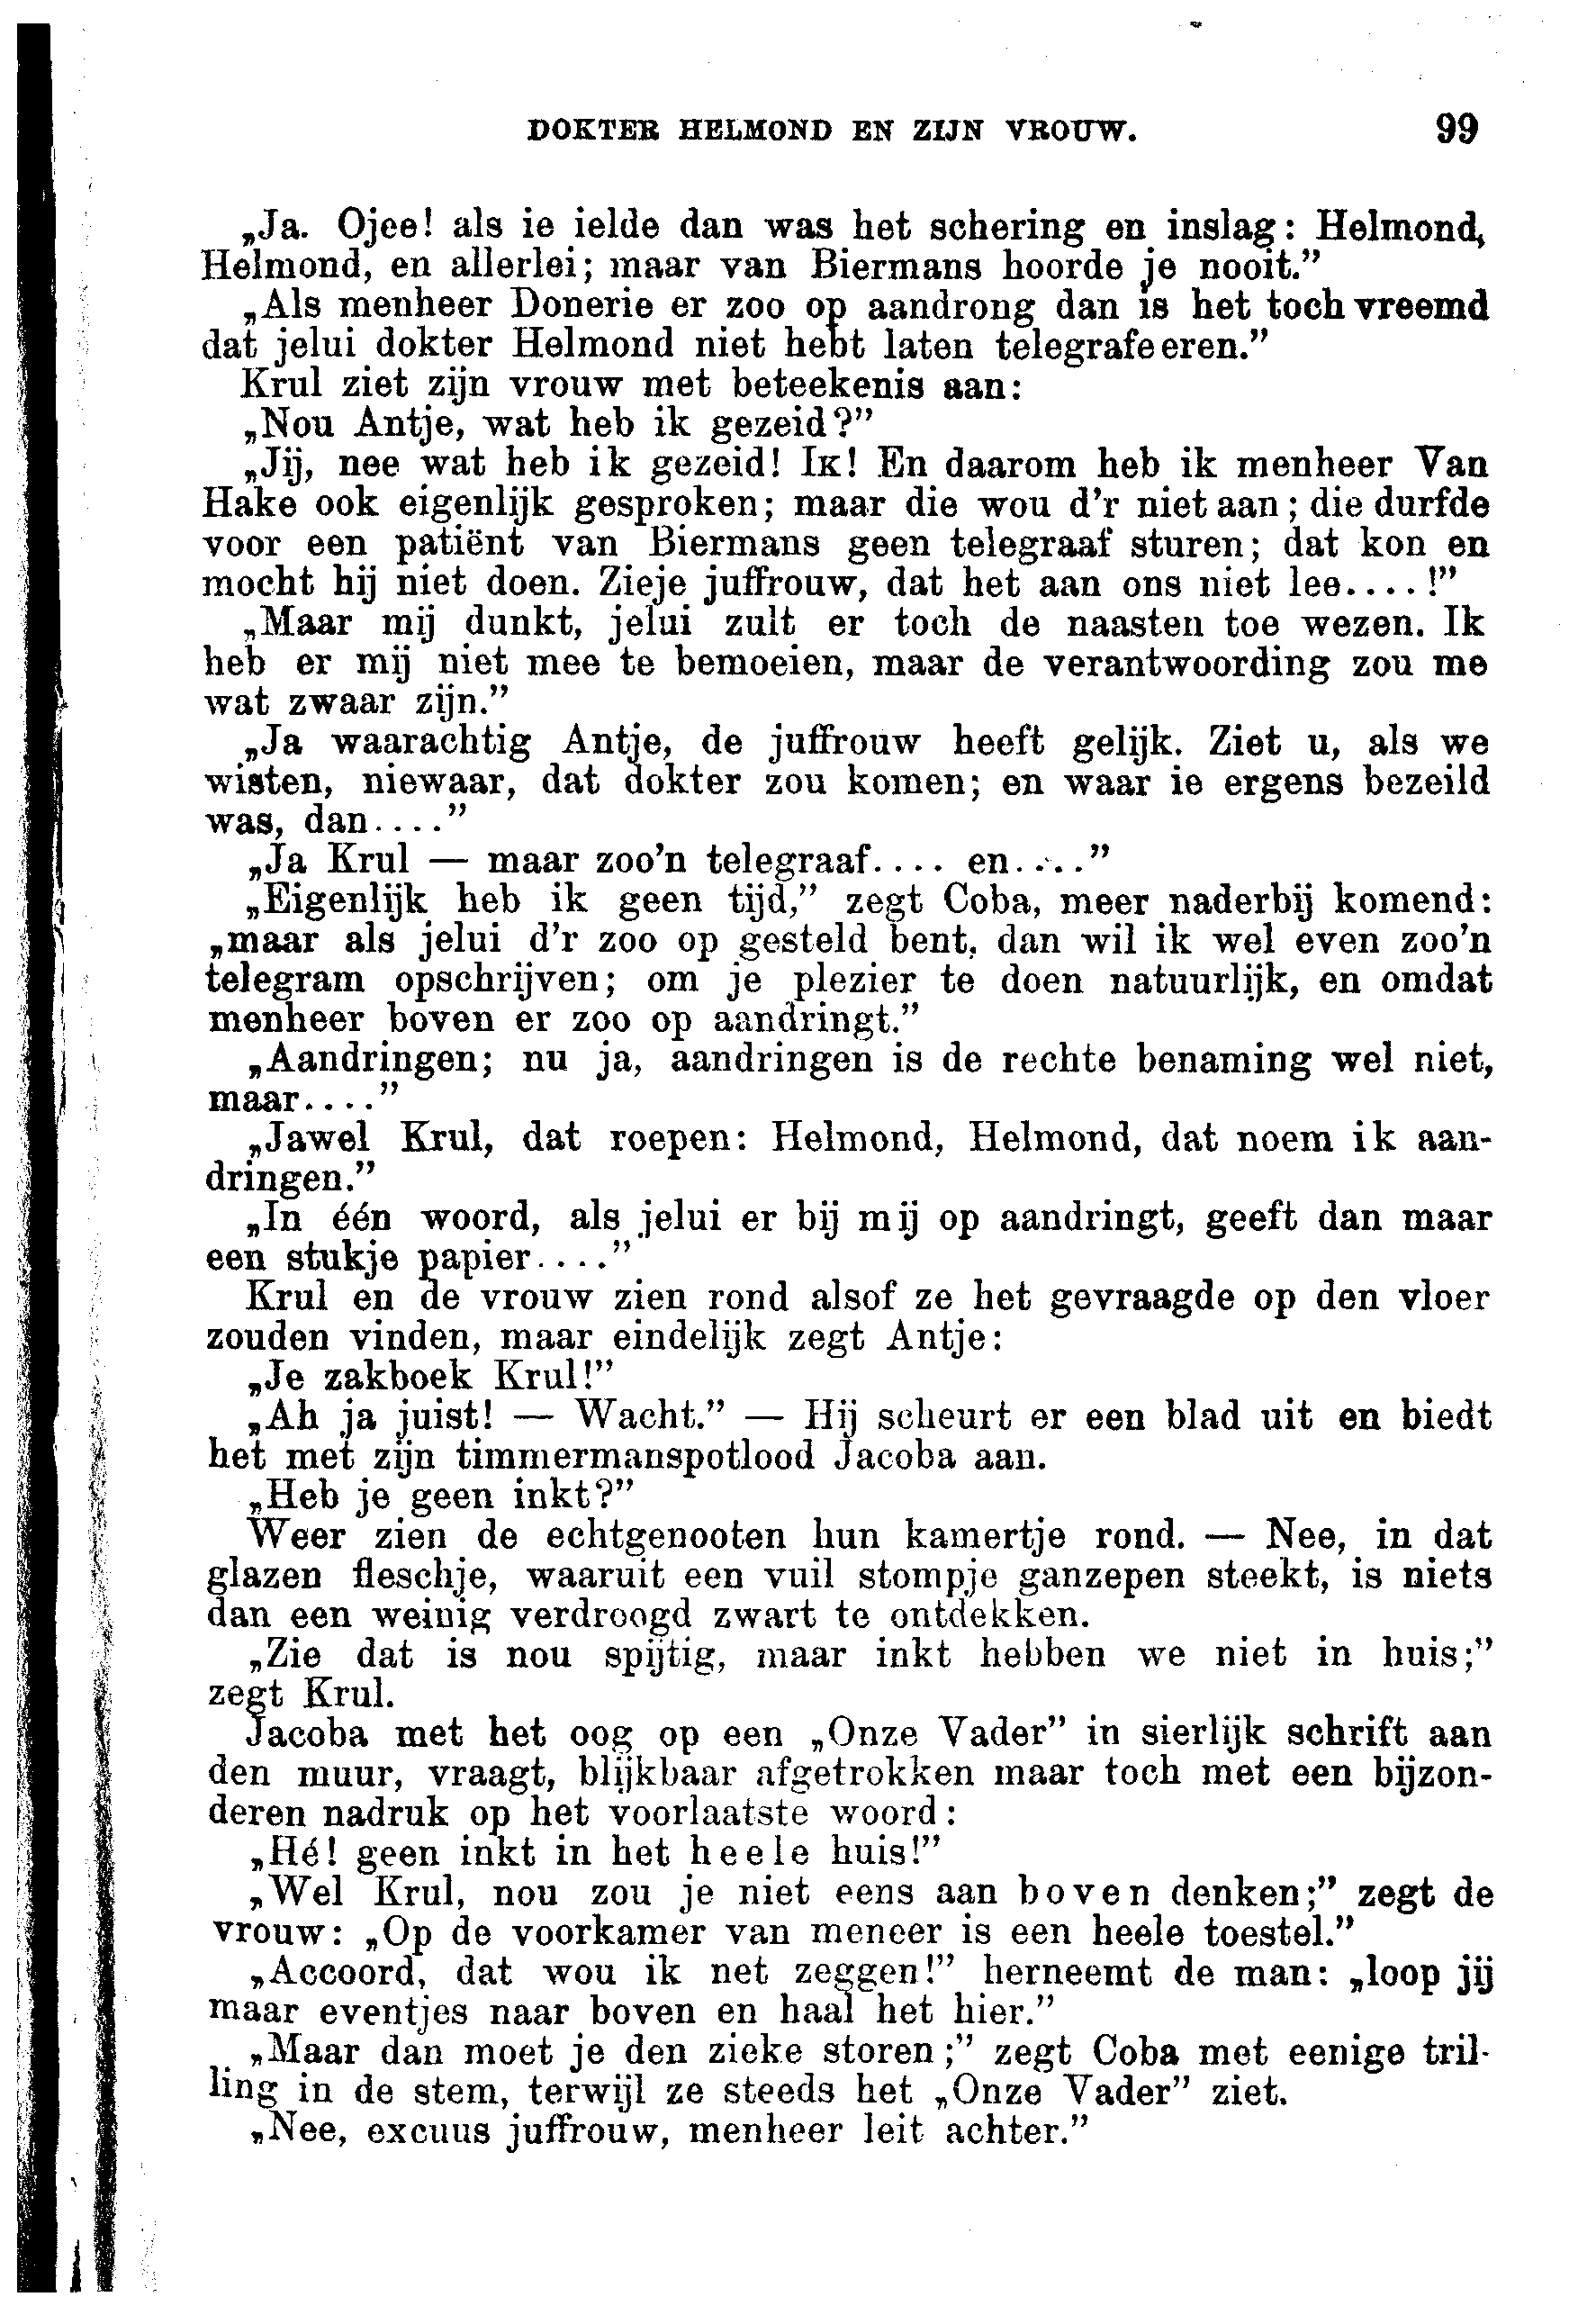 DOKTER HELMOND EN ZIJN VROUW. 99
„Ja. Ojee! als ie ielde dan was het schering en inslag: Helmond,
Helmond, en allerlei; maar van Biermans hoorde je nooit.”
„Als menheer Donerie er zoo op aandrong dan is het toch vreemd
dat jelui dokter Helmond niet hebt laten telegrafeeren.”
Krul ziet zijn vrouw met beteekenis aan:
„Nou Antje, wat heb ik gezeid?”
„Jij, nee wat heb ik gezeid! IK! En daarom heb ik menheer Van
Hake ook eigenlijk gesproken; maar die wou d'r niet aan; die durfde
voor een patiënt van Biermans geen telegraaf sturen; dat kon en
mocht hij niet doen. Zieje juffrouw, dat het aan ons niet lee....!”
„Maar mij dunkt, jelui zult er toch de naasten toe wezen. Ik
heb er mij niet mee te bemoeien, maar de verantwoording zou me
wat zwaar zijn.”
„Ja waarachtig Antje, de juffrouw heeft gelijk. Ziet u, als we
wisten, niewaar, dat dokter zou komen; en waar ie ergens bezeild
was, dan....”
„Ja Krul — maar zoo'n telegraaf.... en....”
„Eigenlijk heb ik geen tijd,” zegt Coba, meer naderbij komend:
„maar als jelui d'r zoo op gesteld bent, dan wil ik wel even zoo'n
telegram opschrijven; om je plezier te doen natuurlijk, en omdat
menheer boven er zoo op aandringt.”
„Aandringen; nu ja, aandringen is de rechte benaming wel niet,
maar....”
„Jawel Krul, dat roepen: Helmond, Helmond, dat noem ik aan-
dringen.”
„In één woord, als jelui er bij mij op aandringt, geeft dan maar
een stukje papier....”
Krul en de vrouw zien rond alsof ze het gevraagde op den vloer
zouden vinden, maar eindelijk zegt Antje:
„Je zakboek Krul!”
„Ah ja juist! — Wacht.” — Hij scheurt er een blad uit en biedt
het met zijn timmermanspotlood Jacoba aan.
„Heb je geen inkt?”
Weer zien de echtgenooten hun kamertje rond. — Nee, in dat
glazen fleschje, waaruit een vuil stompje ganzepen steekt, is niets
dan een weinig verdroogd zwart te ontdekken.
„Zie dat is nou spijtig, maar inkt hebben we niet in huis;”
zegt Krul.
Jacoba met het oog op een „Onze Vader” in sierlijk schrift aan
den muur, vraagt, blijkbaar afgetrokken maar toch met een bijzon-
deren nadruk op het voorlaatste woord:
„Hé! geen inkt in het heele huis!”
„Wel Krul, nou zou je niet eens aan boven denken;” zegt de
vrouw: „Op de voorkamer van meneer is een heele toestel.”
„Accoord, dat wou ik net zeggen!” herneemt de man: „loop jij
maar eventjes naar boven en haal het hier.”
„Maar dan moet je den zieke storen;” zegt Coba met eenige tril-
ling in de stem, terwijl ze steeds het „Onze Vader” ziet.
„Nee, excuus juffrouw, menheer leit achter.”